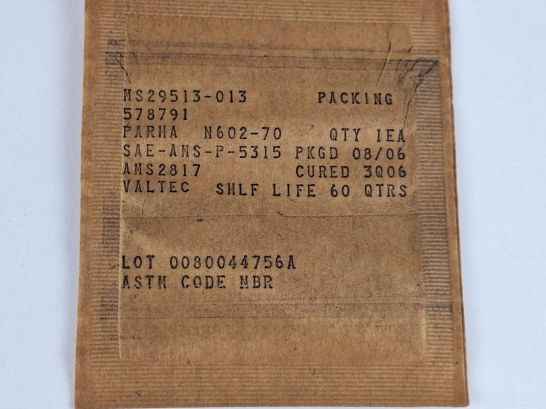 MS29513-013 PACKING
578791
PARHA N602-70 QTY 1EA
SAE-AMS-P-5315 PKGD 08/06
AMS2817 CURED 3Q06
VALTEC SHLF LIFE 60 QTRS
LOT 0080044756A
ASTM CODE NBR